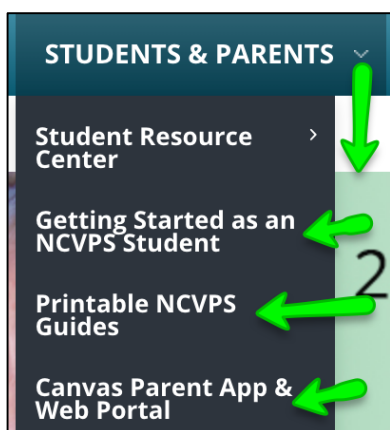 STUDENTS & PARENTS
Student Resource
Center
Getting Started as an
NCVPS Student
2
Printable NCVPS
Guides
Canvas Parent App &
Web Portal